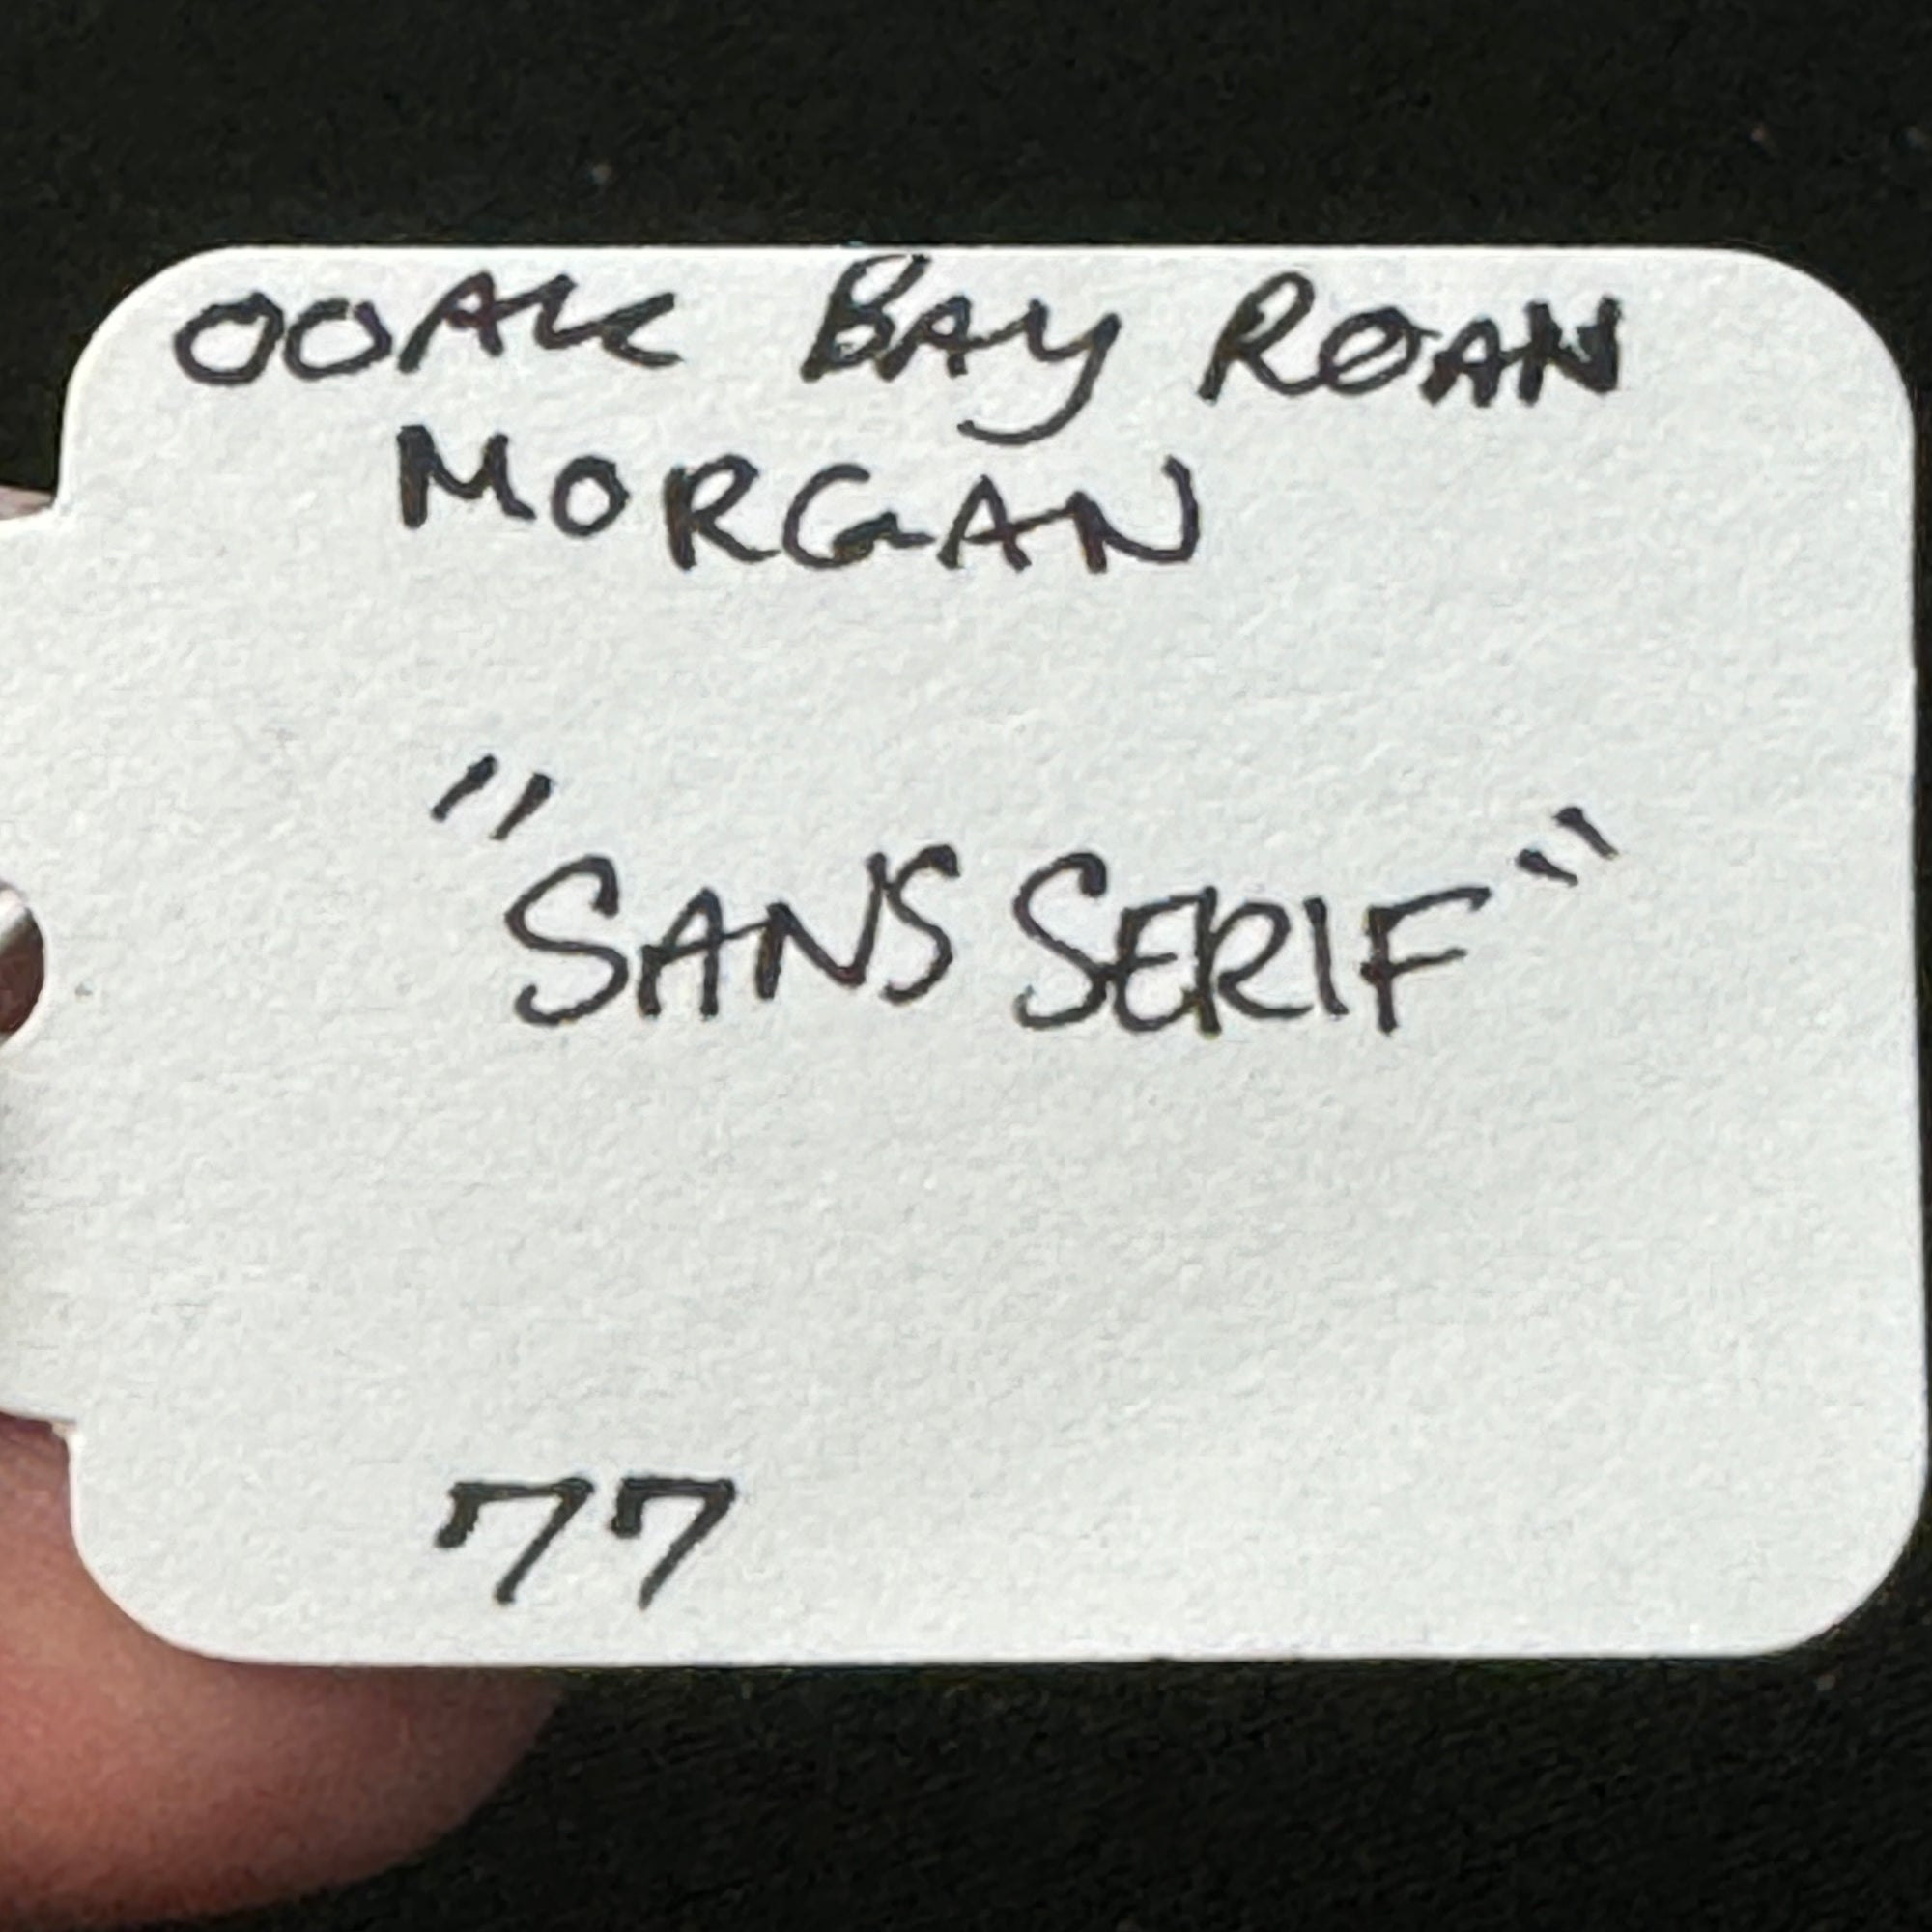 OOAK BAY ROAN
MORGAN
"SANS SERIF"
77